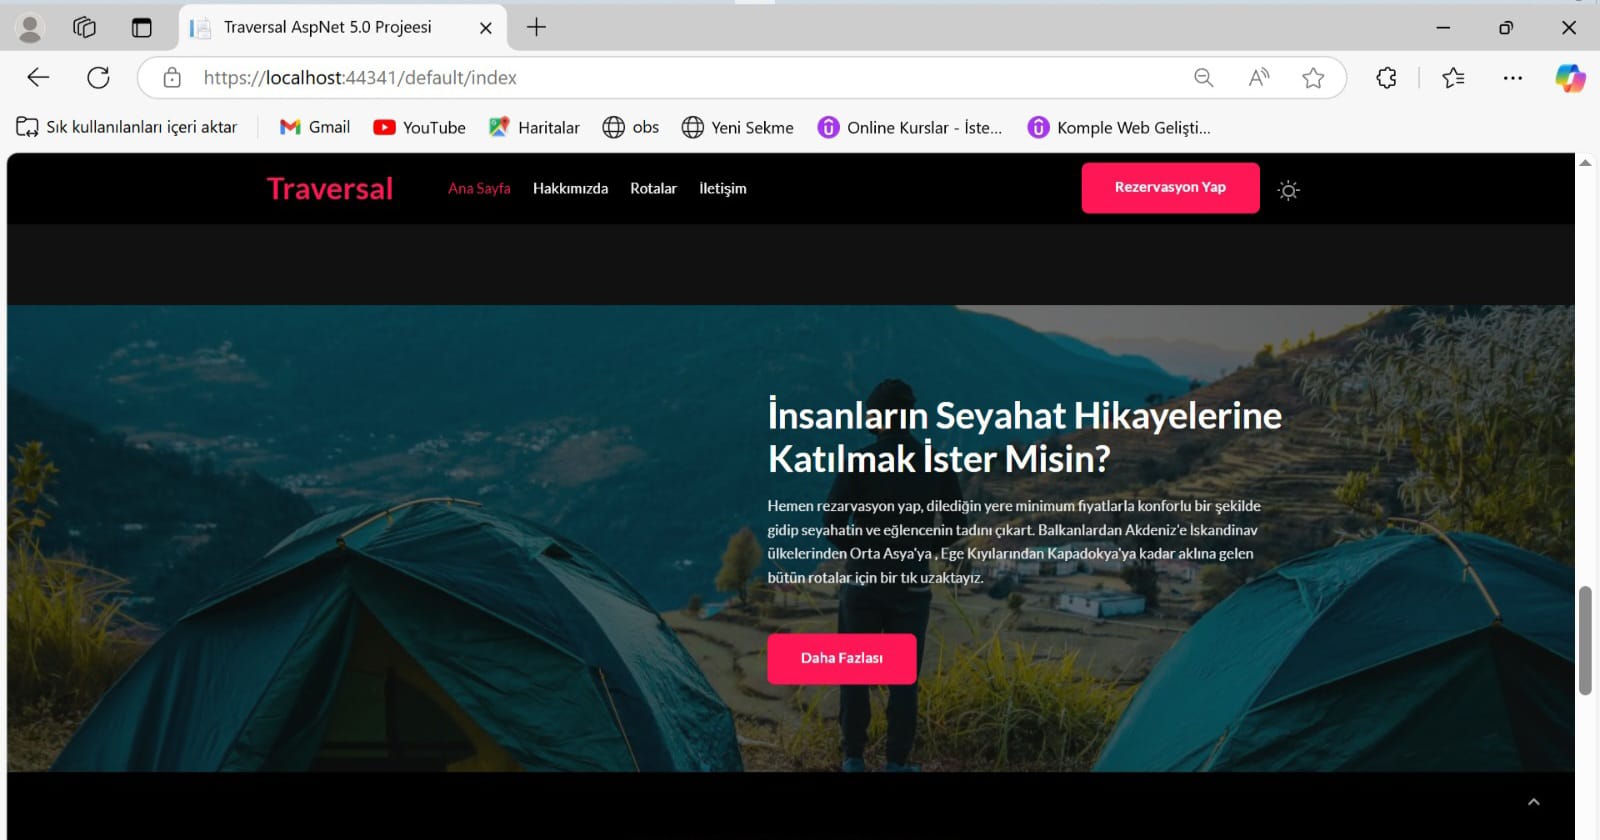 Traversal AspNet 5.0 Projeesi
https://localhost:44341/default/index
Sık kullanılanları içeri aktar
Gmail
YouTube
Haritalar
obs
Yeni Sekme
Online Kurslar - İste...
Komple Web Gelişti...
Traversal
Ana Sayfa
Hakkımızda
Rotalar
İletişim
Rezervasyon Yap
İnsanların Seyahat Hikayelerine
Katılmak İster Misin?
Hemen rezarvasyon yap, dilediğin yere minimum fiyatlarla konforlu bir şekilde
gidip seyahatin ve eğlencenin tadını çıkart. Balkanlardan Akdeniz'e Iskandinav
ülkelerinden Orta Asya'ya , Ege Kıyılarından Kapadokya'ya kadar aklına gelen
bütün rotalar için bir tık uzaktayız.
Daha Fazlası